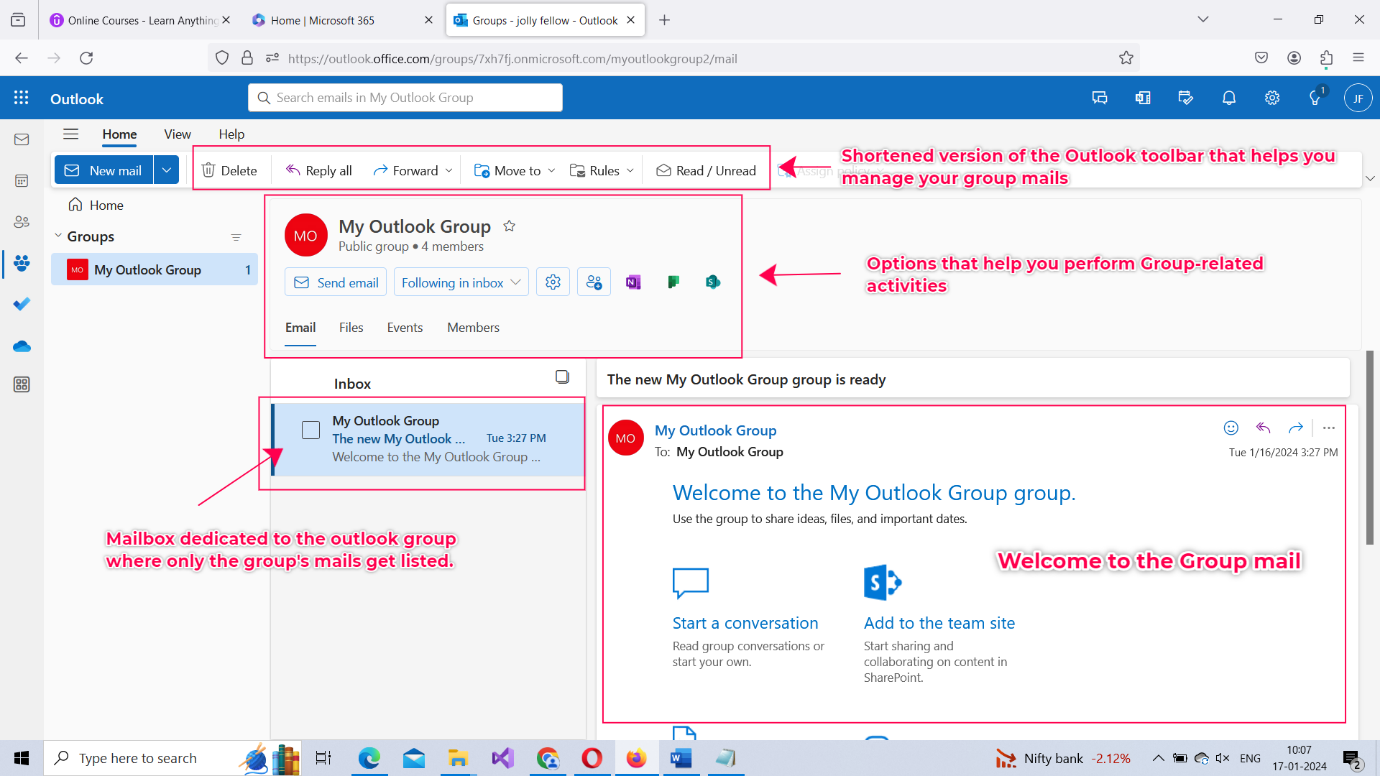 Online Courses - Learn Anything
Home | Microsoft 365
Groups - jolly fellow - Outlook
https://outlook.office.com/groups/7xh7fj.onmicrosoft.com/myoutlookgroup2/mail
Outlook
Search emails in My Outlook Group
1
JF
Home View Help
New mail
Delete
Reply all
Forward
Move to
Rules
Read / Unread
Assign policy
Shortened version of the Outlook toolbar that helps you
manage your group mails
Home
Groups
MO My Outlook Group 1
MO
My Outlook Group
Public group • 4 members
Send email
Following in inbox
N
S
Options that help you perform Group-related
activities
Email Files Events Members
Inbox
The new My Outlook Group group is ready
My Outlook Group
The new My Outlook ... Tue 3:27 PM
Welcome to the My Outlook Group ...
MO
My Outlook Group
To: My Outlook Group
Tue 1/16/2024 3:27 PM
Welcome to the My Outlook Group group.
Use the group to share ideas, files, and important dates.
Mailbox dedicated to the outlook group
where only the group's mails get listed.
Welcome to the Group mail
S
Start a conversation
Read group conversations or
start your own.
Add to the team site
Start sharing and
collaborating on content in
SharePoint.
Type here to search
Nifty bank -2.12%
ENG
10:07
17-01-2024
2